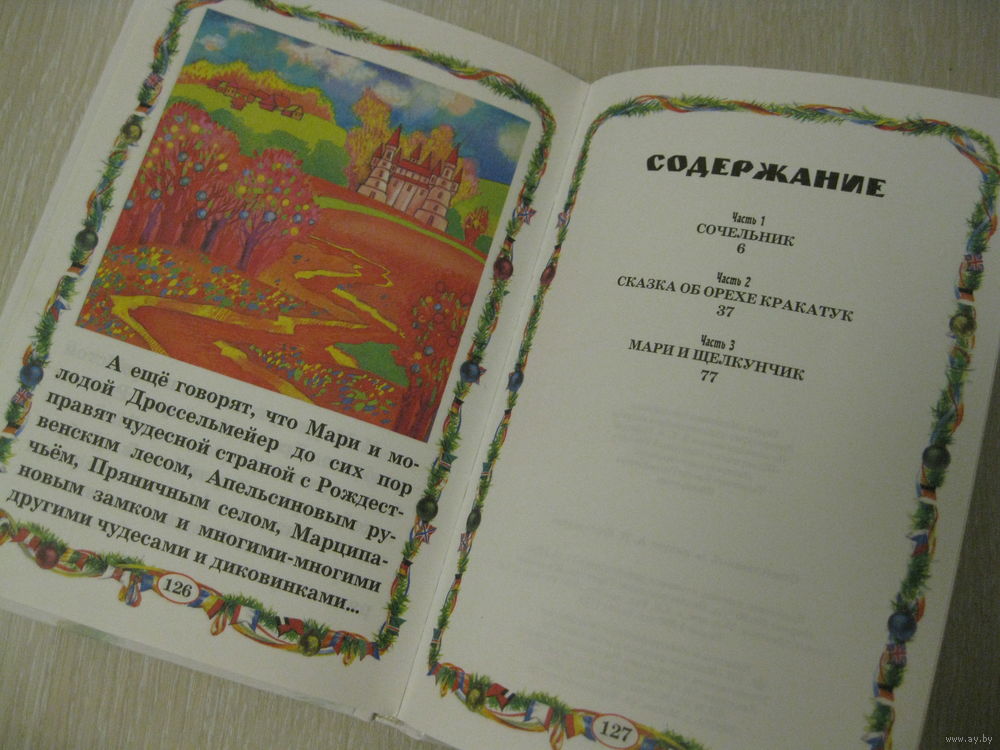 А ещё говорят, что Мари и мо-
лодой Дроссельмейер до сих пор
правят чудесной страной с Рождест-
венским лесом, Апельсиновым ру-
чьём, Пряничным селом, Марципа-
новым замком и многими-многими
другими чудесами и диковинками...
126
СОДЕРЖАНИЕ
Часть 1
СОЧЕЛЬНИК
6
Часть 2
СКАЗКА ОБ ОРЕХЕ КРАКАТУК
37
Часть 3
МАРИ И ЩЕЛКУНЧИК
77
127
www.ay.by